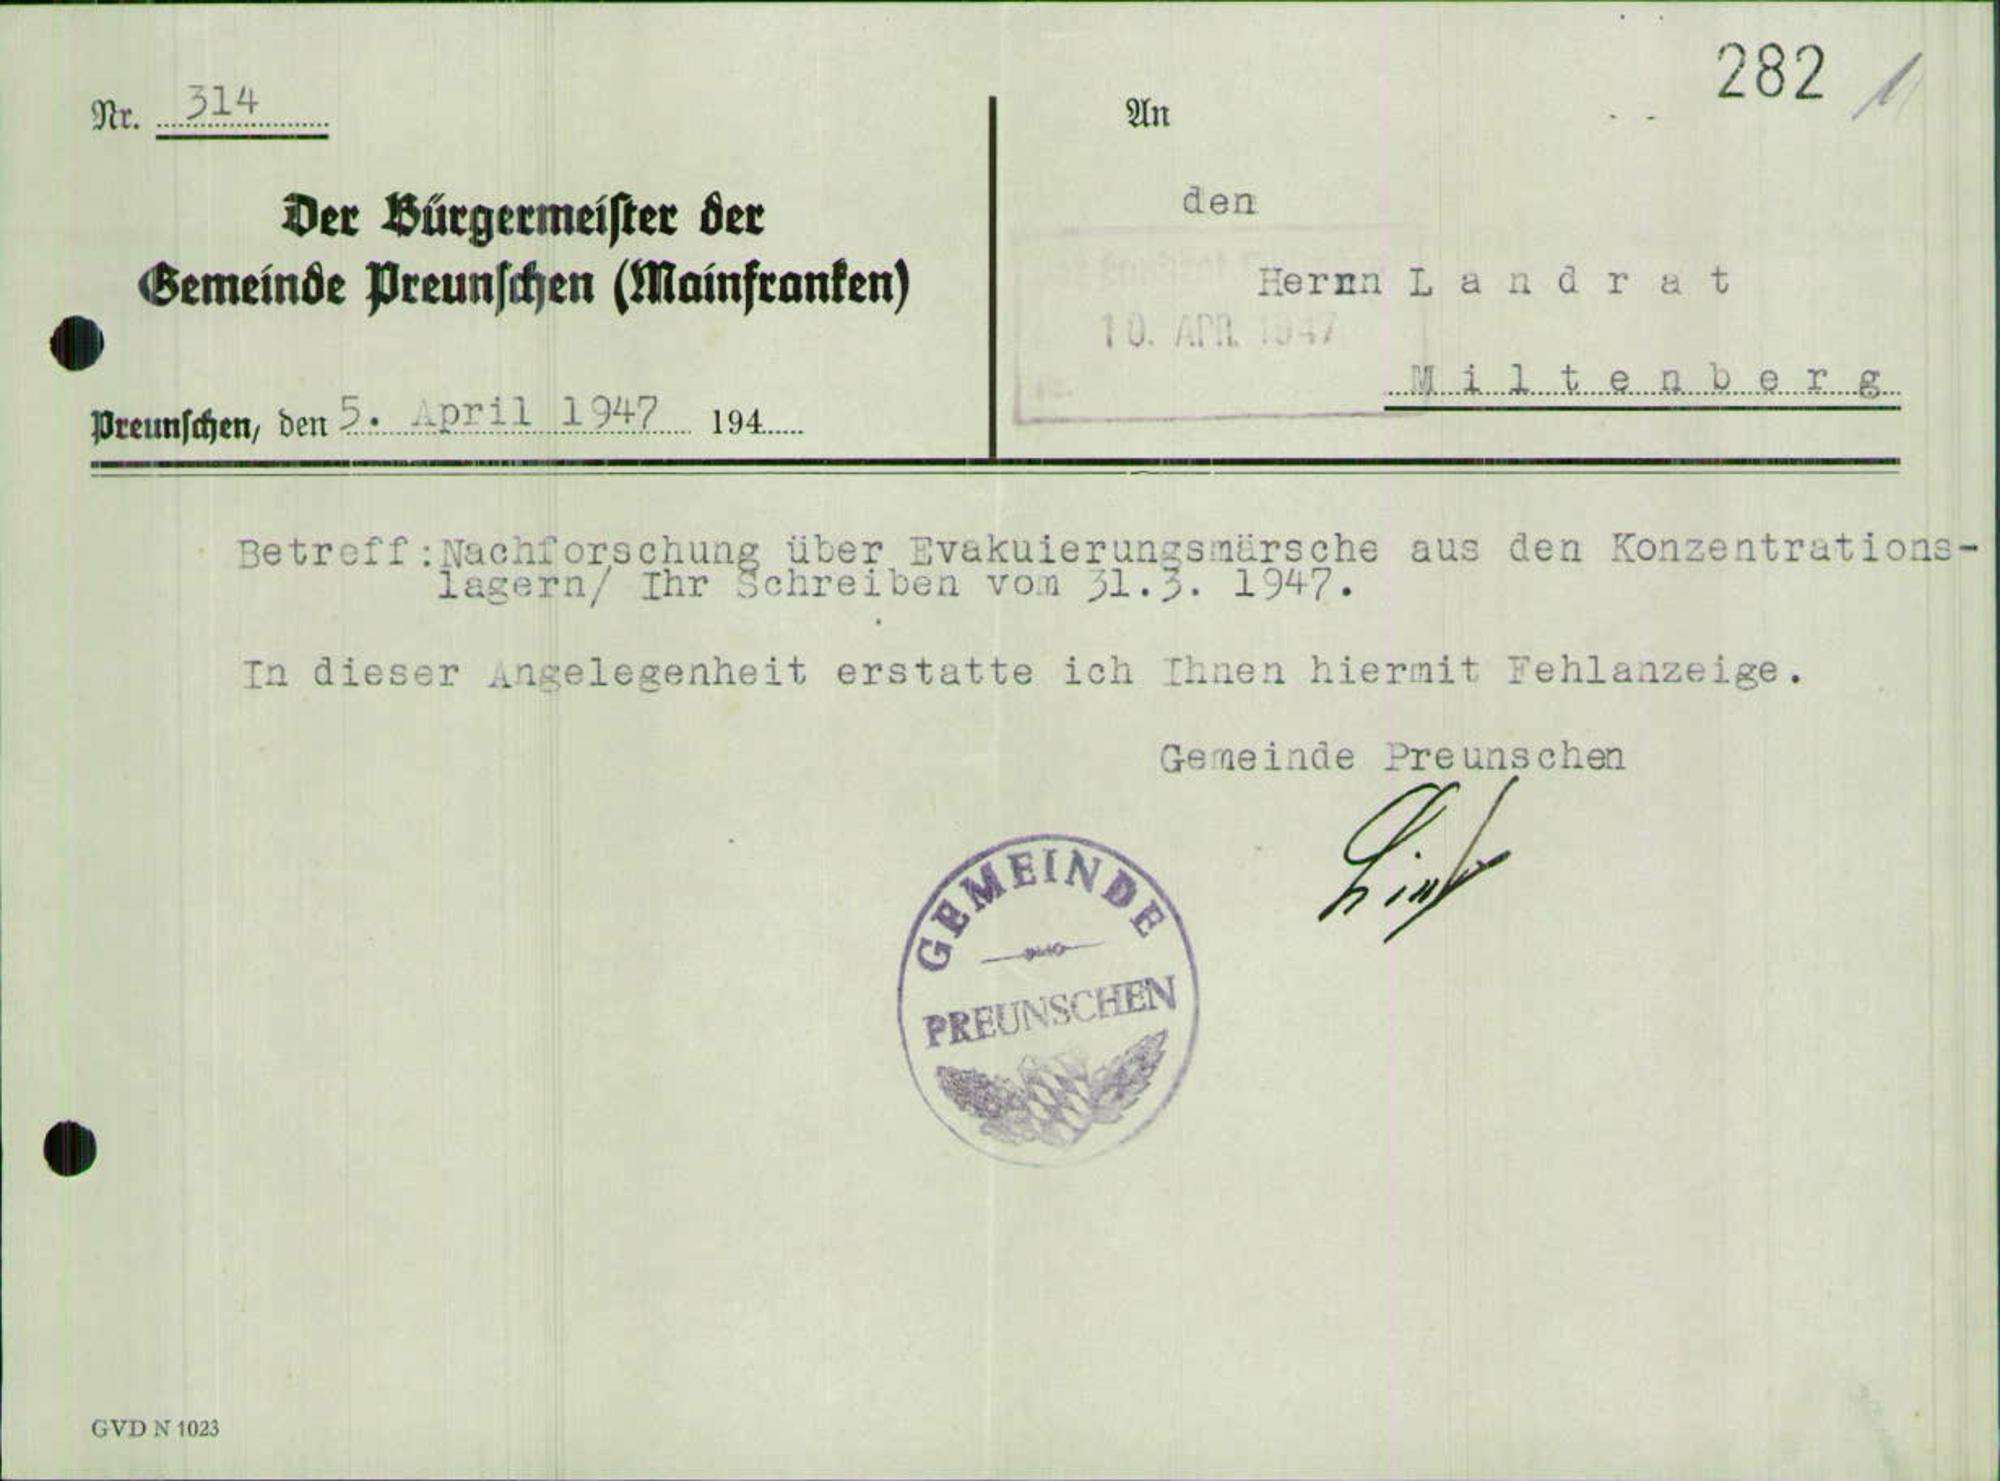 282
Nr. 314
Der Bürgermeister der
Gemeinde Preunschen (Mainfranken)
Preunschen, den 5. April 1947 194
An
den
Herrn L a n d r a t
10. APR. 1947
M i l t e n b e r g
Betreff: Nachforschung über Evakuierungsmärsche aus den Konzentrations-
lagern/ Ihr Schreiben vom 31.3. 1947.
In dieser Angelegenheit erstatte ich Ihnen hiermit Fehlanzeige.
Gemeinde Preunschen
GEMEINDE
PREUNSCHEN
GVD N 1023